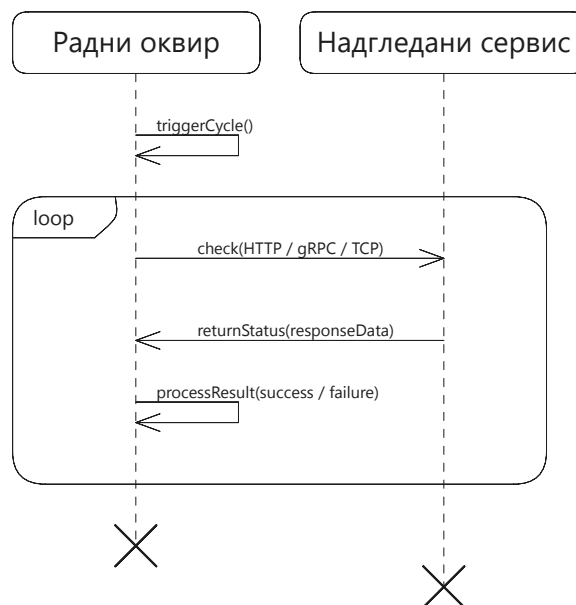 Радни оквир
Надгледани сервис
triggerCycle()
loop
check(HTTP / gRPC / TCP)
returnStatus(responseData)
processResult(success / failure)